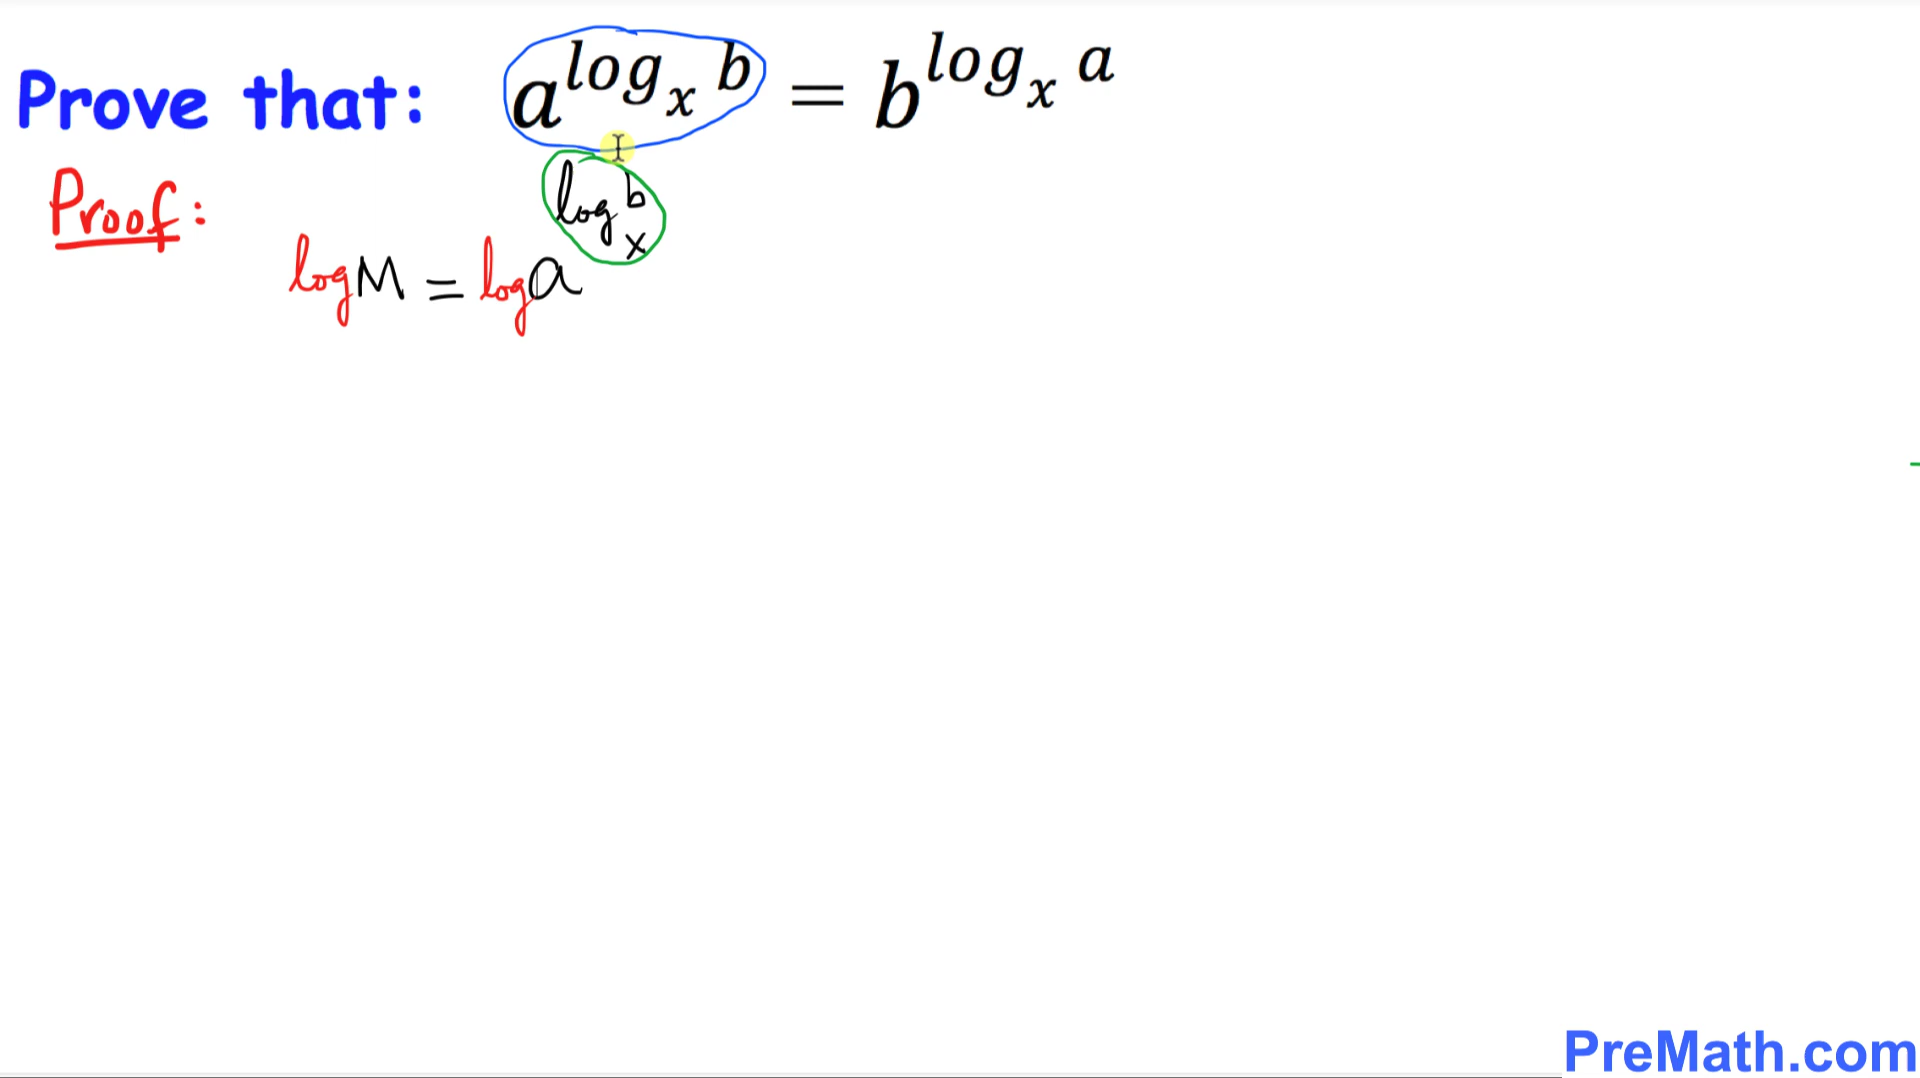 Prove that: a^{log_x b} = b^{log_x a}
Proof:
log M = log a^{log_x b}
PreMath.com